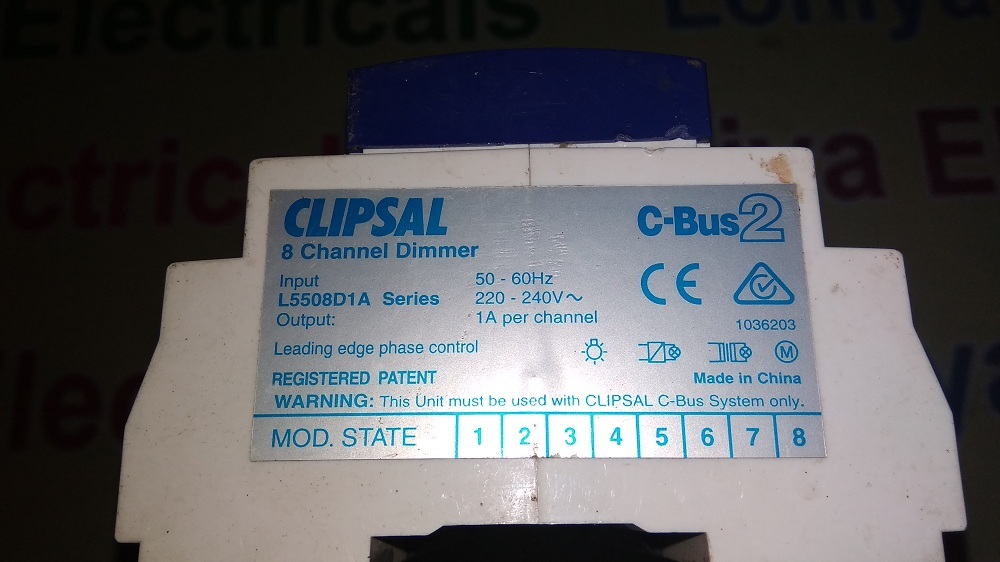 Electricals
CLIPSAL
C-Bus2
8 Channel Dimmer
Input 50 - 60Hz
L5508D1A Series 220 - 240V~
Output: 1A per channel
CE
1036203
Leading edge phase control
M
REGISTERED PATENT
Made in China
WARNING: This Unit must be used with CLIPSAL C-Bus System only.
MOD. STATE 1 2 3 4 5 6 7 8